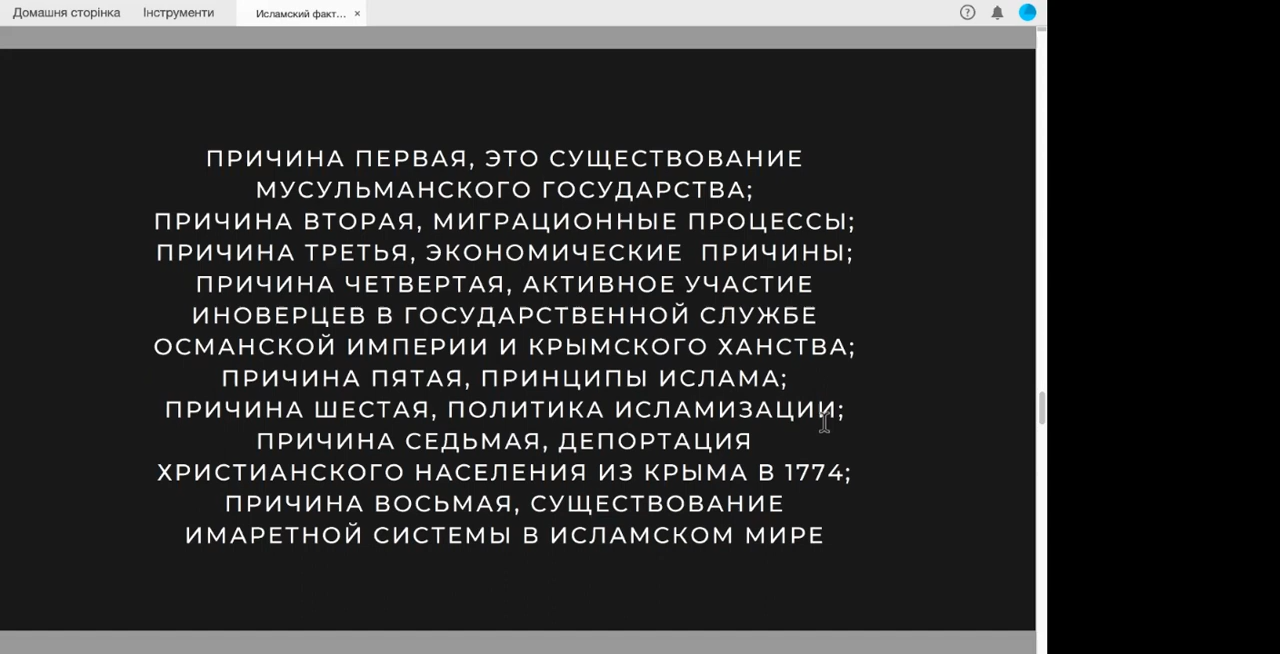 Домашня сторінка Інструменти Исламский факт... ×
ПРИЧИНА ПЕРВАЯ, ЭТО СУЩЕСТВОВАНИЕ
МУСУЛЬМАНСКОГО ГОСУДАРСТВА;
ПРИЧИНА ВТОРАЯ, МИГРАЦИОННЫЕ ПРОЦЕССЫ;
ПРИЧИНА ТРЕТЬЯ, ЭКОНОМИЧЕСКИЕ ПРИЧИНЫ;
ПРИЧИНА ЧЕТВЕРТАЯ, АКТИВНОЕ УЧАСТИЕ
ИНОВЕРЦЕВ В ГОСУДАРСТВЕННОЙ СЛУЖБЕ
ОСМАНСКОЙ ИМПЕРИИ И КРЫМСКОГО ХАНСТВА;
ПРИЧИНА ПЯТАЯ, ПРИНЦИПЫ ИСЛАМА;
ПРИЧИНА ШЕСТАЯ, ПОЛИТИКА ИСЛАМИЗАЦИИ;
ПРИЧИНА СЕДЬМАЯ, ДЕПОРТАЦИЯ
ХРИСТИАНСКОГО НАСЕЛЕНИЯ ИЗ КРЫМА В 1774;
ПРИЧИНА ВОСЬМАЯ, СУЩЕСТВОВАНИЕ
ИМАРЕТНОЙ СИСТЕМЫ В ИСЛАМСКОМ МИРЕ